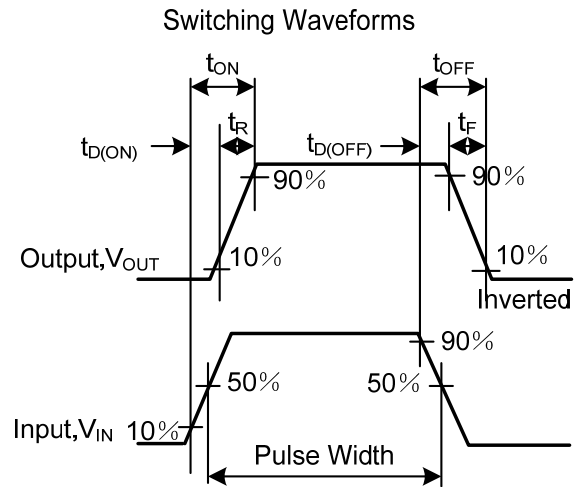 Switching Waveforms
tON tOFF
tR tF
tD(ON) tD(OFF)
90% 90%
Output,VOUT 10% 10%
Inverted
90%
50% 50%
Input,VIN 10%
Pulse Width